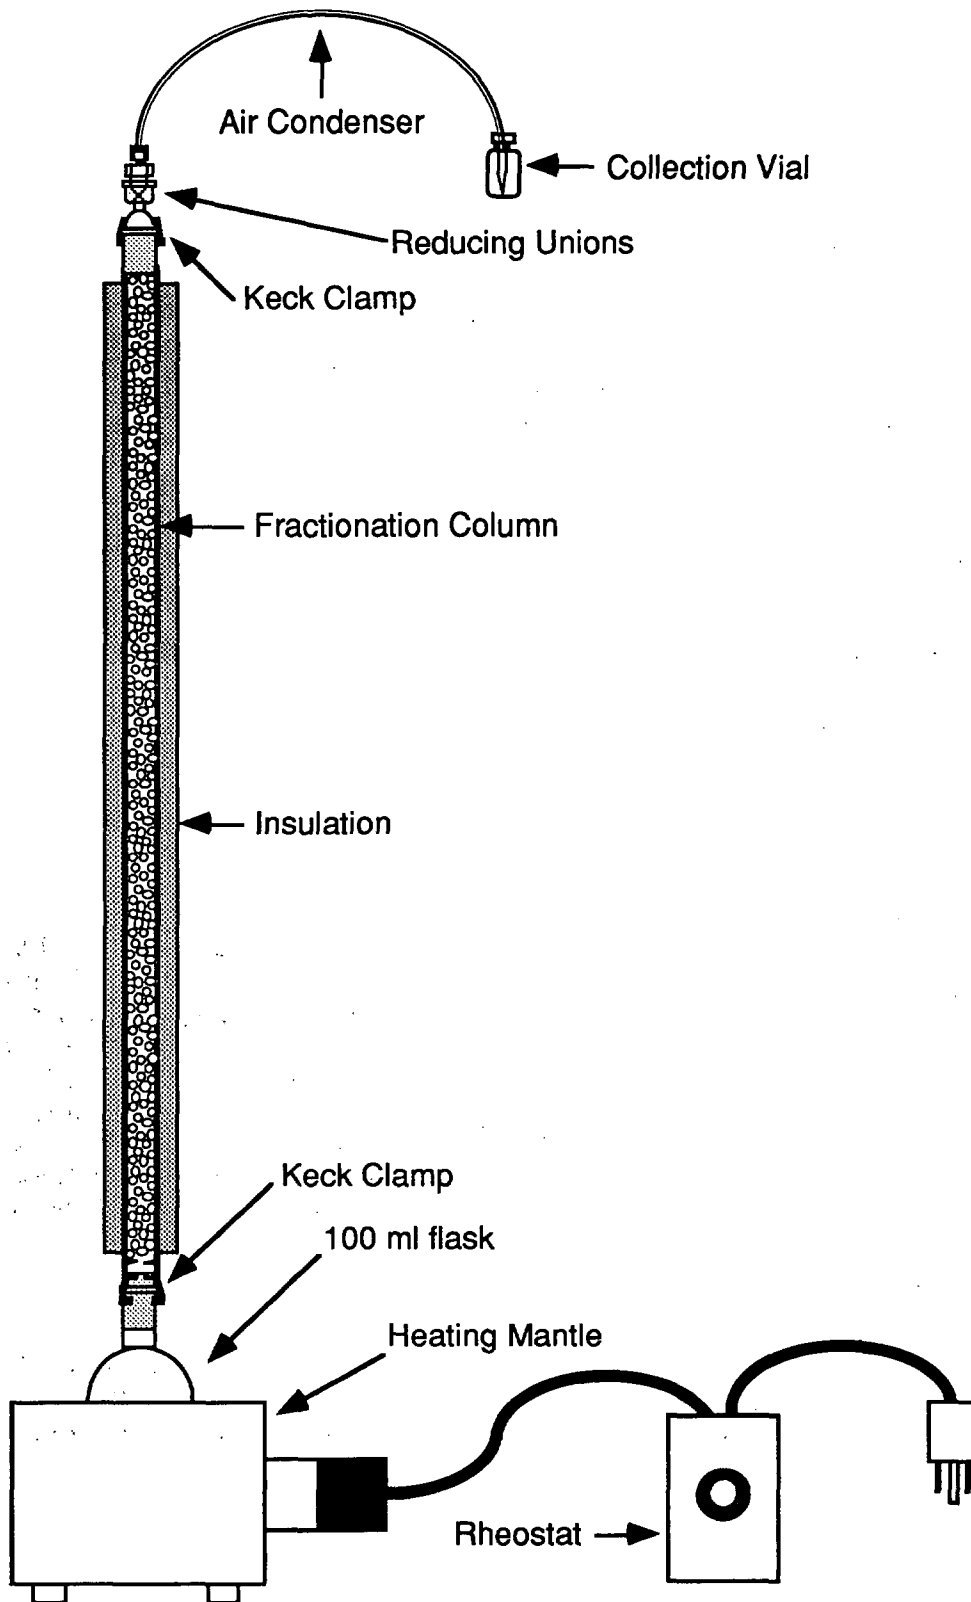 Air Condenser
Collection Vial
Reducing Unions
Keck Clamp
Fractionation Column
Insulation
Keck Clamp
100 ml flask
Heating Mantle
Rheostat